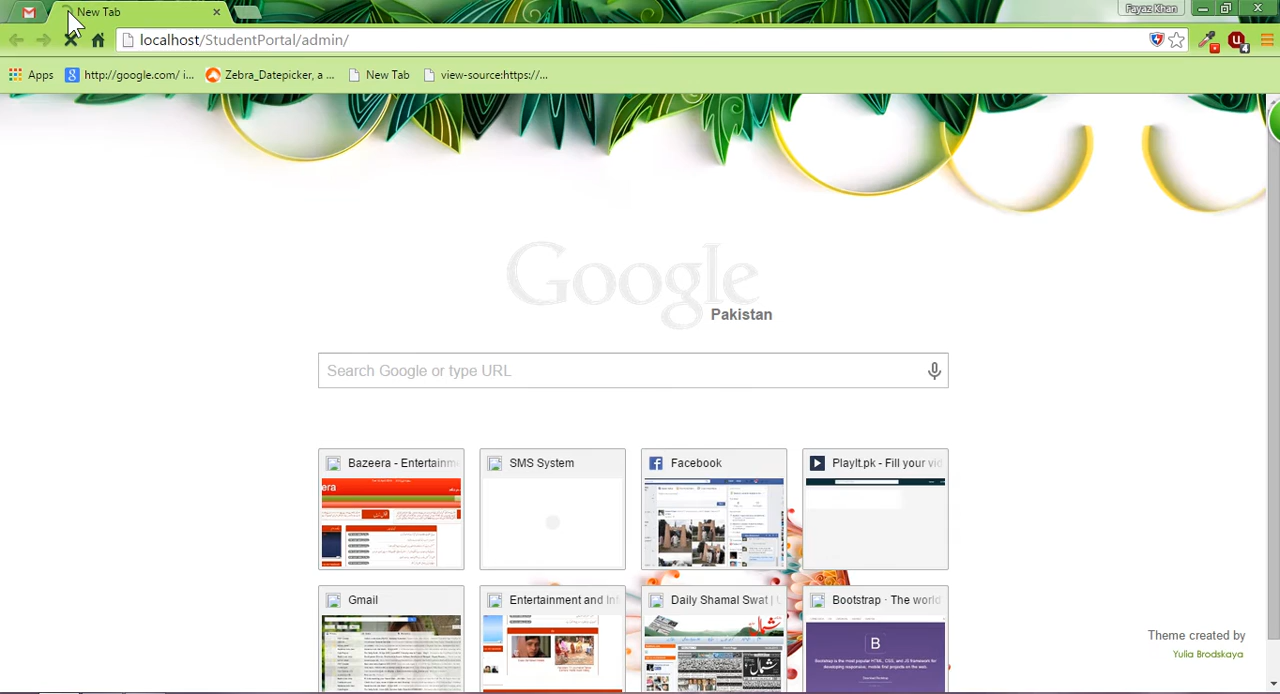 New Tab
Fayaz Khan
localhost/StudentPortal/admin/
4
Apps
http://google.com/ i...
Zebra_Datepicker, a ...
New Tab
view-source:https://...
Google
Pakistan
Search Google or type URL
Bazeera - Entertainm
SMS System
Facebook
PlayIt.pk - Fill your vid
Gmail
Entertainment and In
Daily Shamal Swat |
Bootstrap · The world'
B
Theme created by
Yulia Brodskaya